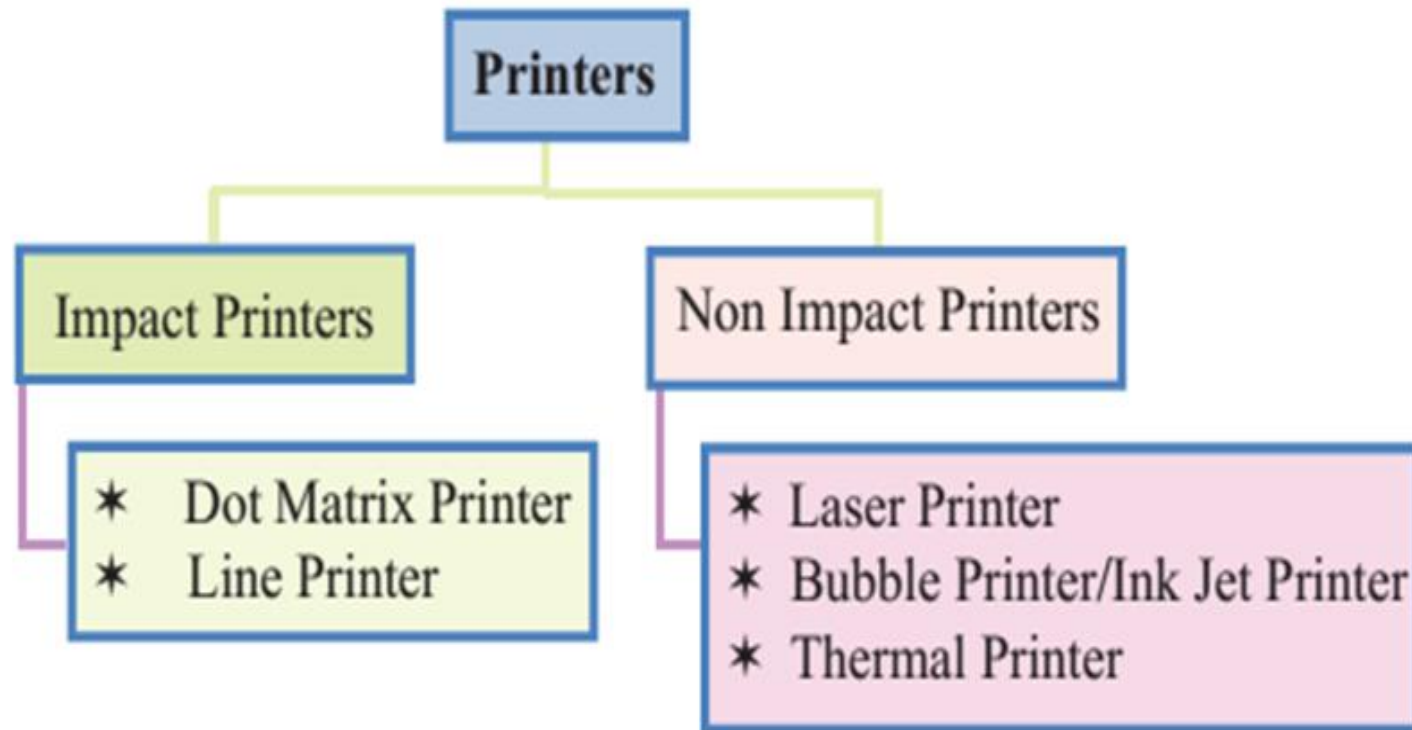 Printers
Impact Printers
Non Impact Printers
✶ Dot Matrix Printer
✶ Line Printer
✶ Laser Printer
✶ Bubble Printer/Ink Jet Printer
✶ Thermal Printer